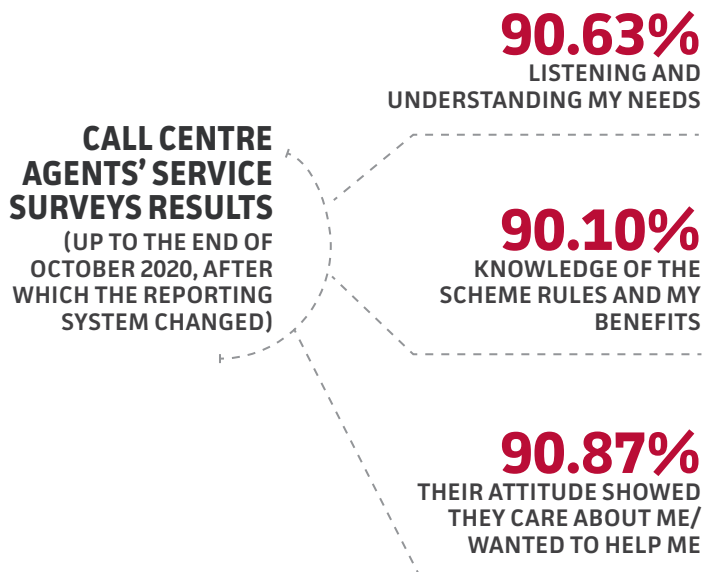 CALL CENTRE
AGENTS’ SERVICE
SURVEYS RESULTS
(UP TO THE END OF
OCTOBER 2020, AFTER
WHICH THE REPORTING
SYSTEM CHANGED)
90.63%
LISTENING AND
UNDERSTANDING MY NEEDS
90.10%
KNOWLEDGE OF THE
SCHEME RULES AND MY
BENEFITS
90.87%
THEIR ATTITUDE SHOWED
THEY CARE ABOUT ME/
WANTED TO HELP ME